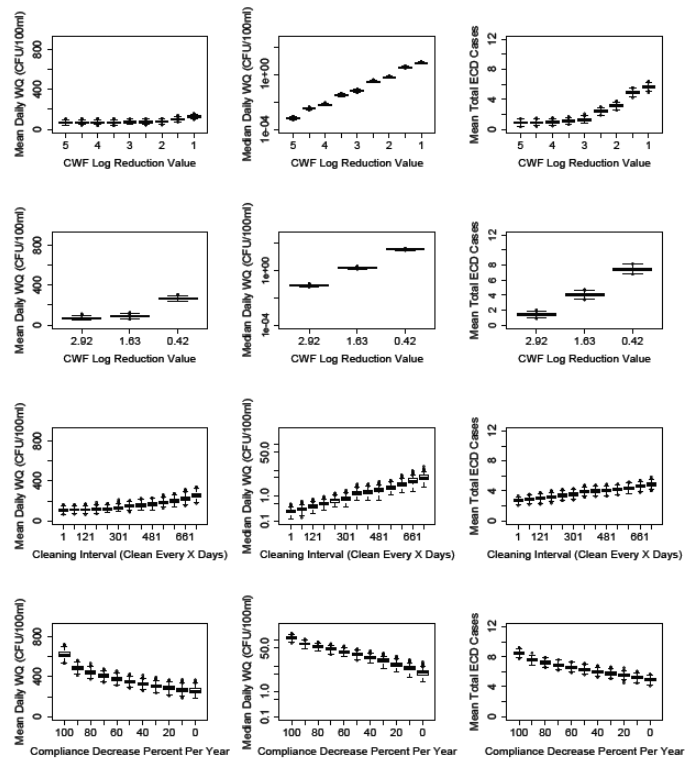 Mean Daily WQ (CFU/100ml)
800
400
0
5 4 3 2 1
CWF Log Reduction Value
Median Daily WQ (CFU/100ml)
1e+00
1e-04
5 4 3 2 1
CWF Log Reduction Value
Mean Total ECD Cases
12
8
4
0
5 4 3 2 1
CWF Log Reduction Value
Mean Daily WQ (CFU/100ml)
800
400
0
2.92 1.63 0.42
CWF Log Reduction Value
Median Daily WQ (CFU/100ml)
1e+00
1e-04
2.92 1.63 0.42
CWF Log Reduction Value
Mean Total ECD Cases
12
8
4
0
2.92 1.63 0.42
CWF Log Reduction Value
Mean Daily WQ (CFU/100ml)
800
400
0
1 121 301 481 661
Cleaning Interval (Clean Every X Days)
Median Daily WQ (CFU/100ml)
50.0
1.0
0.1
1 121 301 481 661
Cleaning Interval (Clean Every X Days)
Mean Total ECD Cases
12
8
4
0
1 121 301 481 661
Cleaning Interval (Clean Every X Days)
Mean Daily WQ (CFU/100ml)
800
400
0
100 80 60 40 20 0
Compliance Decrease Percent Per Year
Median Daily WQ (CFU/100ml)
50.0
1.0
0.1
100 80 60 40 20 0
Compliance Decrease Percent Per Year
Mean Total ECD Cases
12
8
4
0
100 80 60 40 20 0
Compliance Decrease Percent Per Year